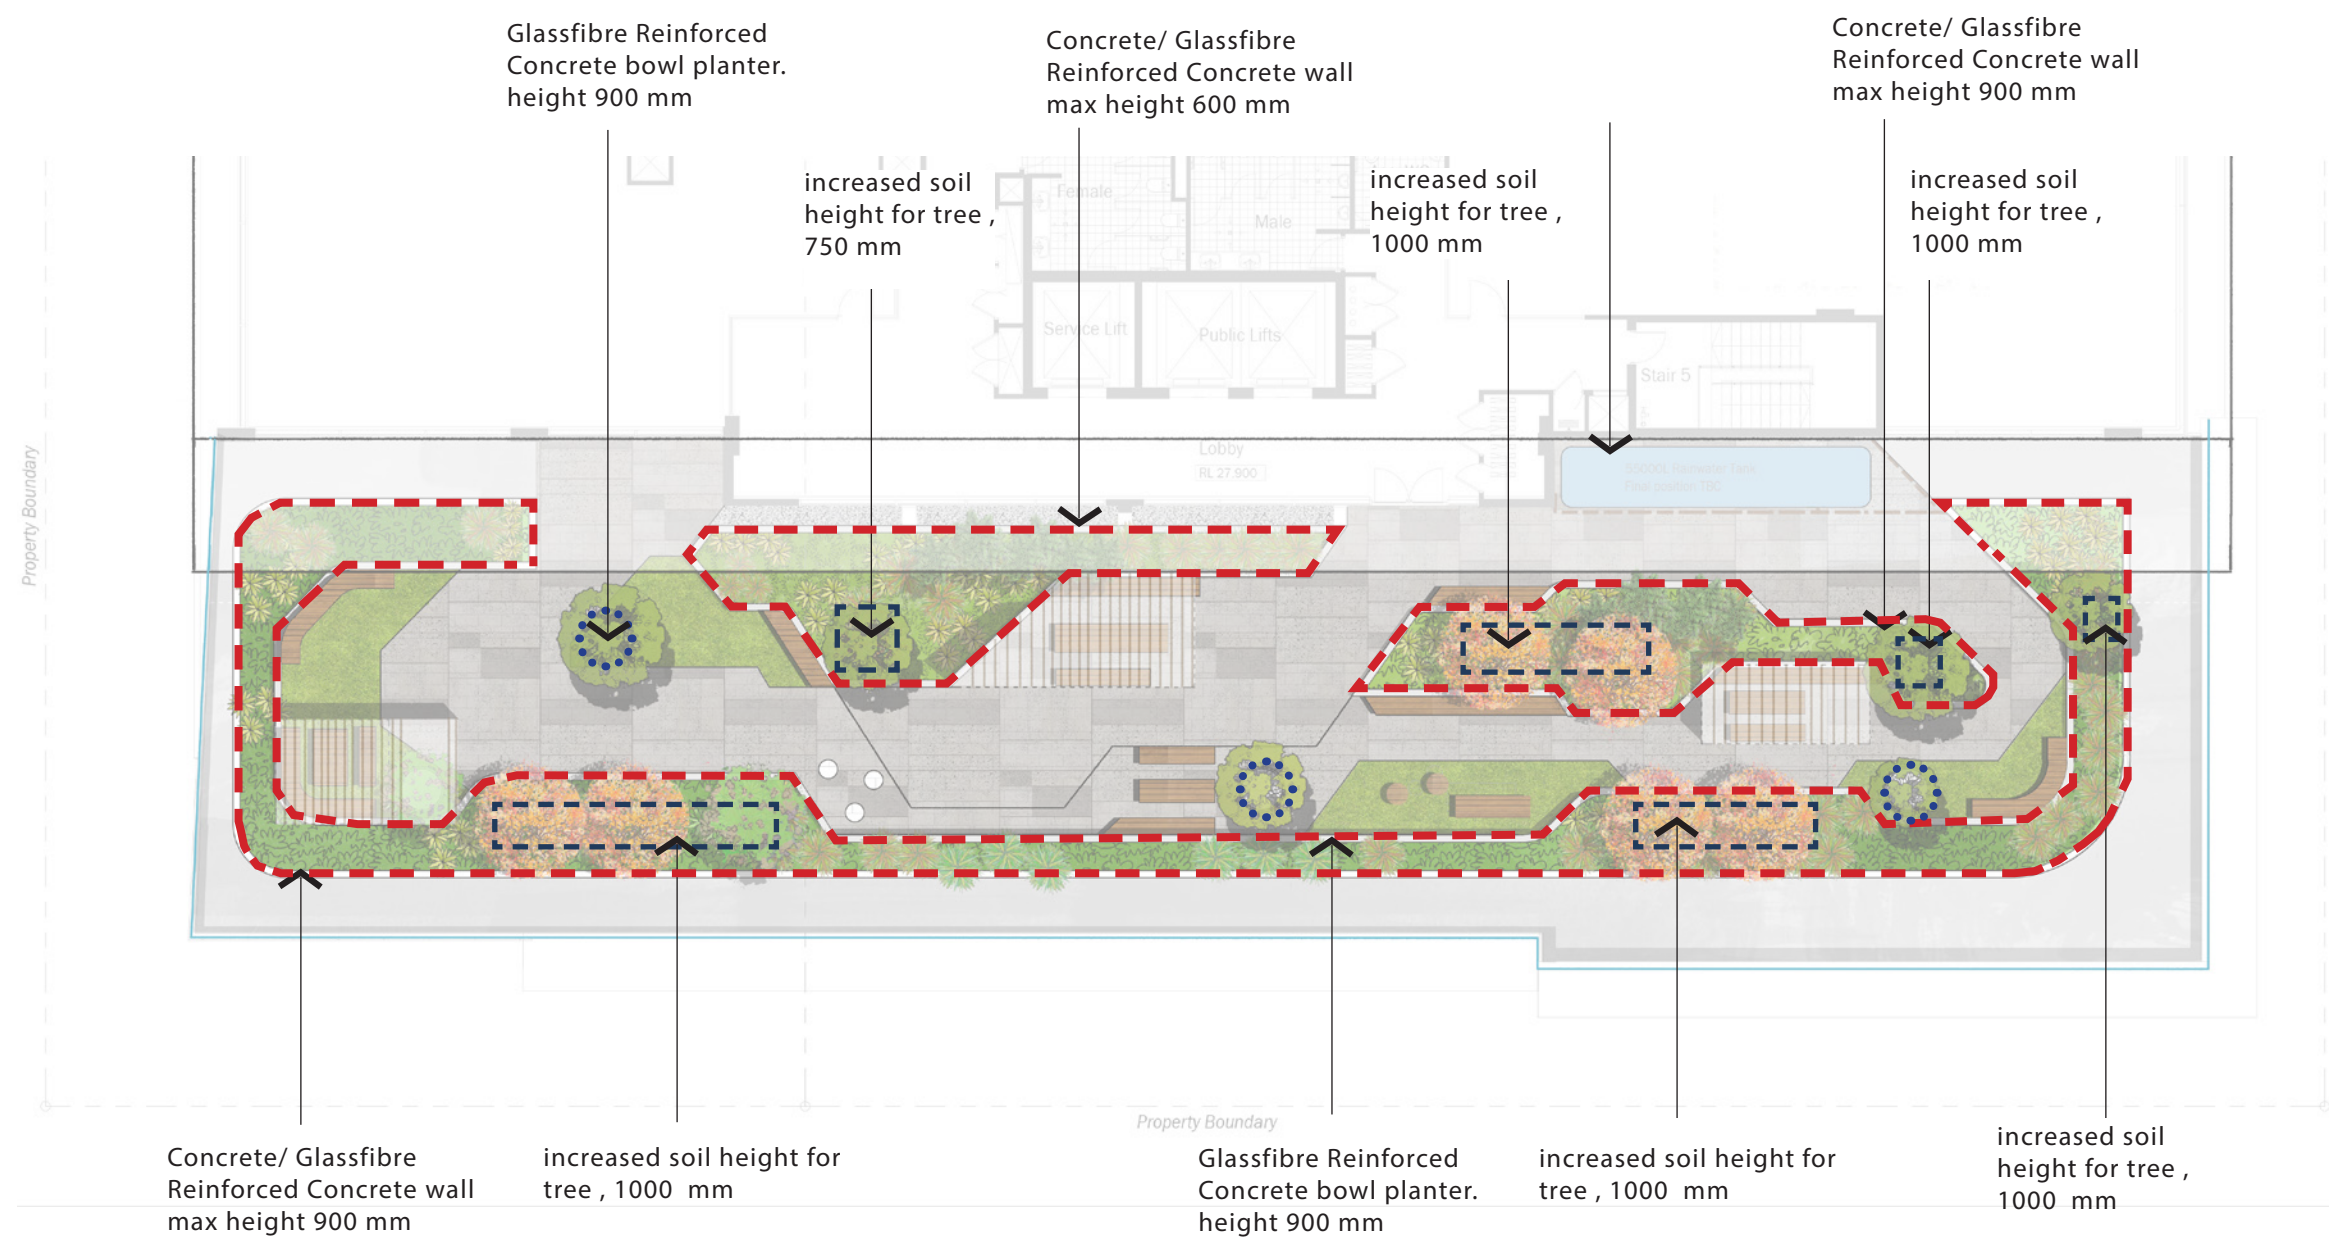 Glassfibre Reinforced
Concrete bowl planter.
height 900 mm
Concrete/ Glassfibre
Reinforced Concrete wall
max height 600 mm
Concrete/ Glassfibre
Reinforced Concrete wall
max height 900 mm
increased soil
height for tree ,
750 mm
increased soil
height for tree ,
1000 mm
increased soil
height for tree ,
1000 mm
Female
Male
Service Lift
Public Lifts
Stair 5
Lobby
RL 27.900
Final position TBC
Property Boundary
Property Boundary
Concrete/ Glassfibre
Reinforced Concrete wall
max height 900 mm
increased soil height for
tree , 1000 mm
Glassfibre Reinforced
Concrete bowl planter.
height 900 mm
increased soil height for
tree , 1000 mm
increased soil
height for tree ,
1000 mm